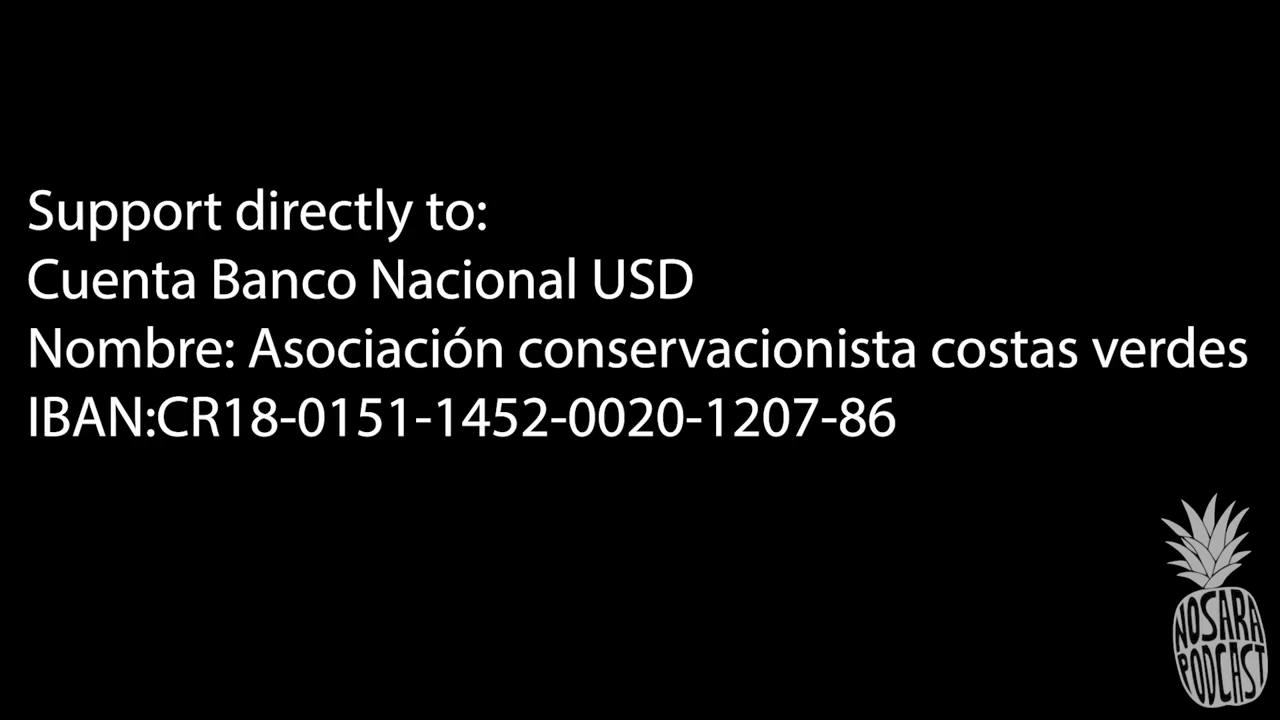 Support directly to:
Cuenta Banco Nacional USD
Nombre: Asociación conservacionista costas verdes
IBAN:CR18-0151-1452-0020-1207-86
NOSARA
PODCAST